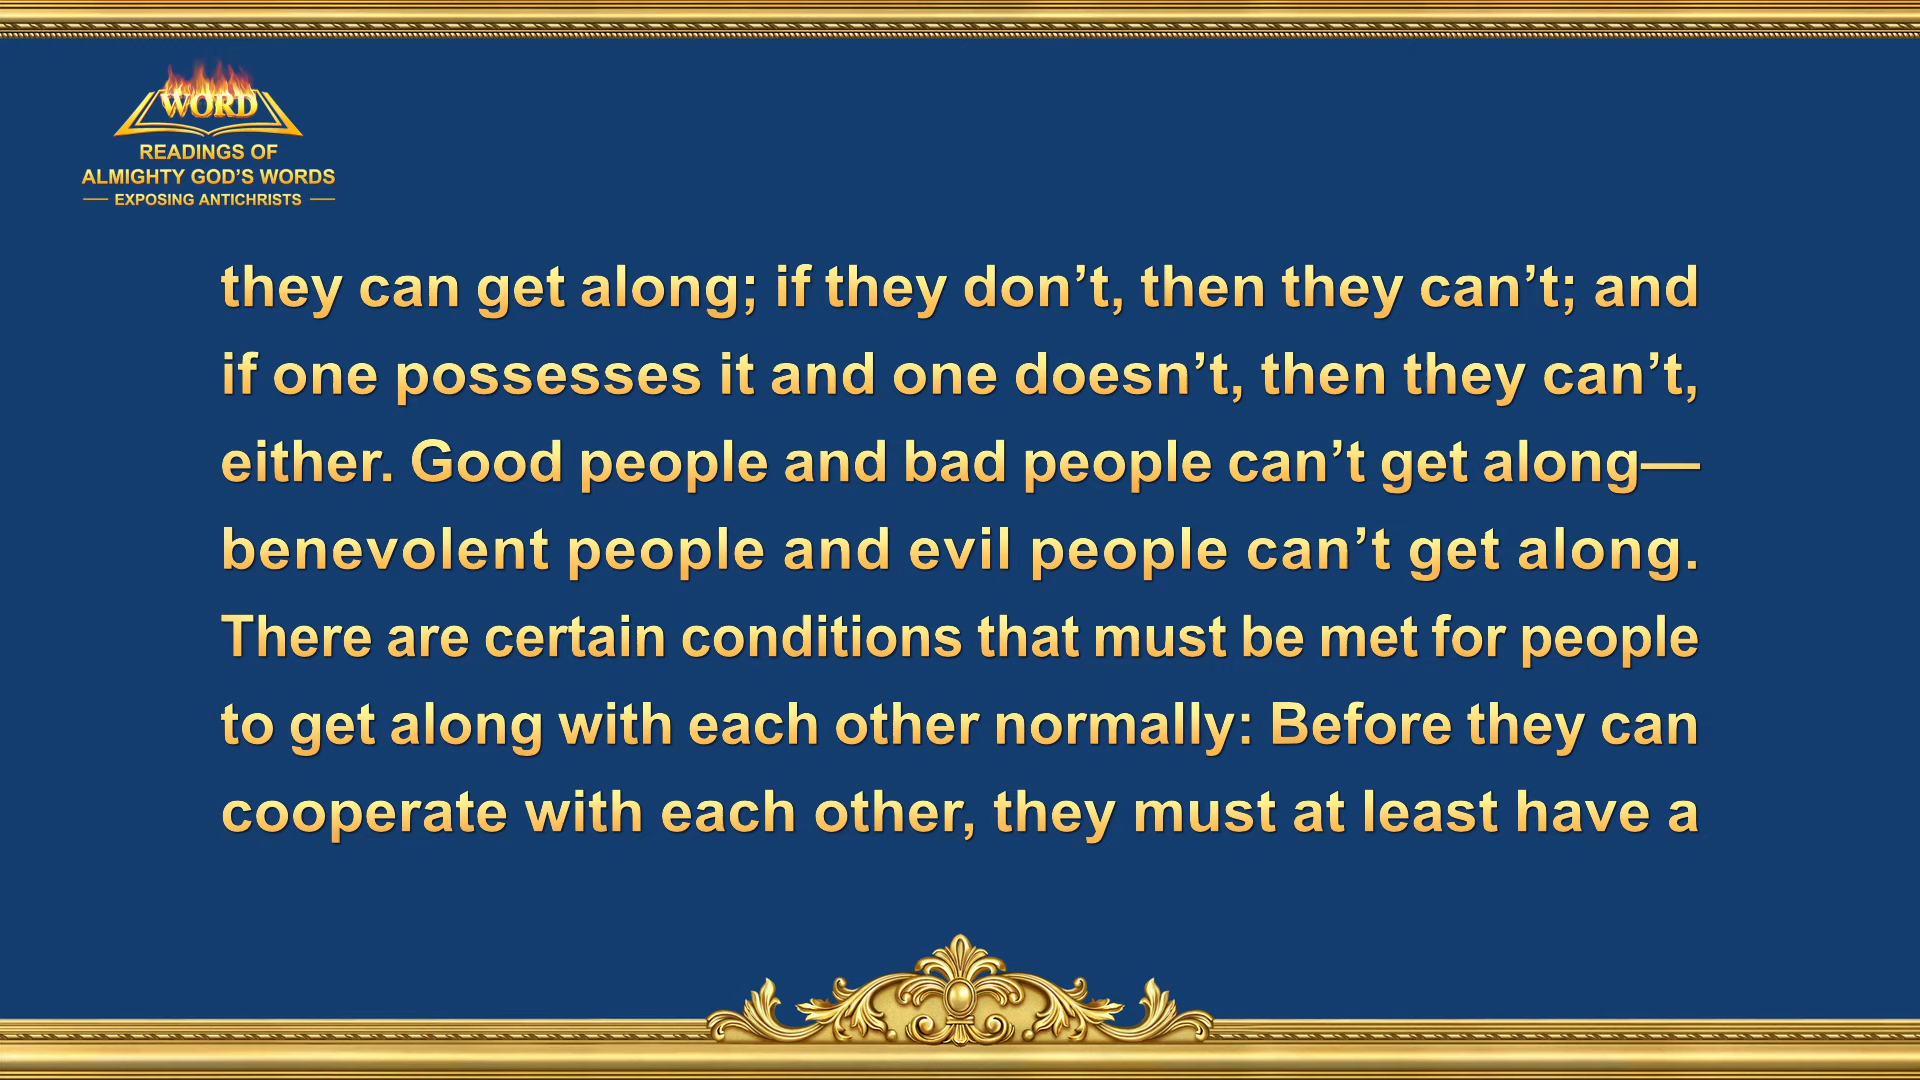 WORD
READINGS OF
ALMIGHTY GOD’S WORDS
EXPOSING ANTICHRISTS
they can get along; if they don’t, then they can’t; and
if one possesses it and one doesn’t, then they can’t,
either. Good people and bad people can’t get along—
benevolent people and evil people can’t get along.
There are certain conditions that must be met for people
to get along with each other normally: Before they can
cooperate with each other, they must at least have a